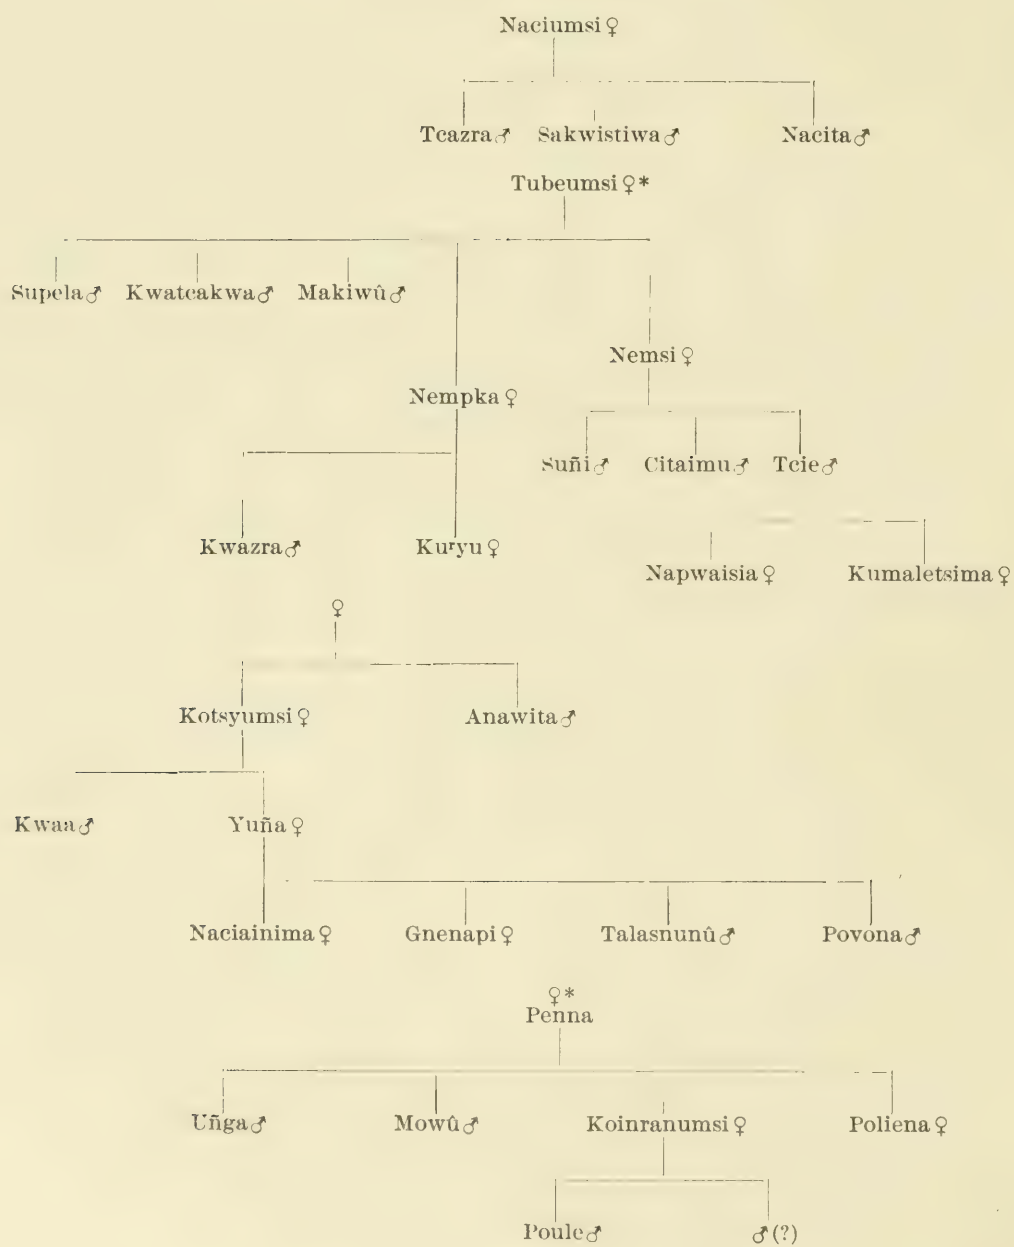 Naciumsi♀
Tcazra♂ Sakwistiwa♂ Nacita♂
Tubeumsi♀*
Supela♂ Kwatcakwa♂ Makiwû♂
Nemsi♀
Nempka♀
Suñi♂ Citaimu♂ Tcie♂
Kwazra♂ Kuʳyu♀
Napwaisia♀ Kumaletsima♀
♀
Kotsyumsi♀ Anawita♂
Kwaa♂ Yuña♀
Naciainima♀ Gnenapi♀ Talasnunû♂ Povona♂
♀*
Penna
Uñga♂ Mowû♂ Koinranumsi♀ Poliena♀
Poule♂ ♂(?)